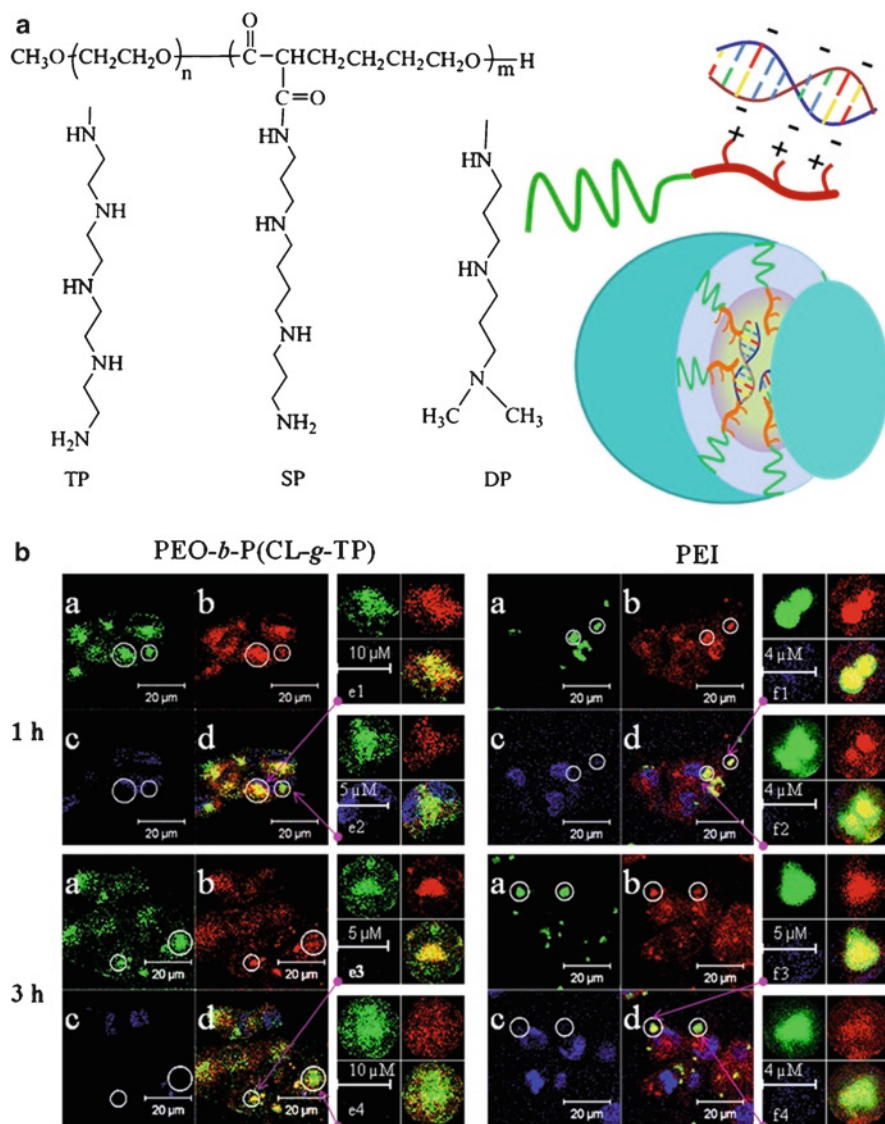 a
CH₃O(CH₂CH₂O)n(C(=O)CHCH₂CH₂CH₂CH₂O)mH
C=O
HN
HN
HN
NH
HN
HN
HN
NH
NH
N
H₂N
NH₂
H₃C
CH₃
TP
SP
DP
- - - -
- - -
+ + +
b
PEO-b-P(CL-g-TP)
PEI
1 h
a
20 µm
b
20 µm
10 µM
e1
c
20 µm
d
20 µm
5 µM
e2
a
20 µm
b
20 µm
4 µM
f1
c
20 µm
d
20 µm
4 µM
f2
3 h
a
20 µm
b
20 µm
5 µM
e3
c
20 µm
d
20 µm
10 µM
e4
a
20 µm
b
20 µm
5 µM
f3
c
20 µm
d
20 µm
4 µM
f4